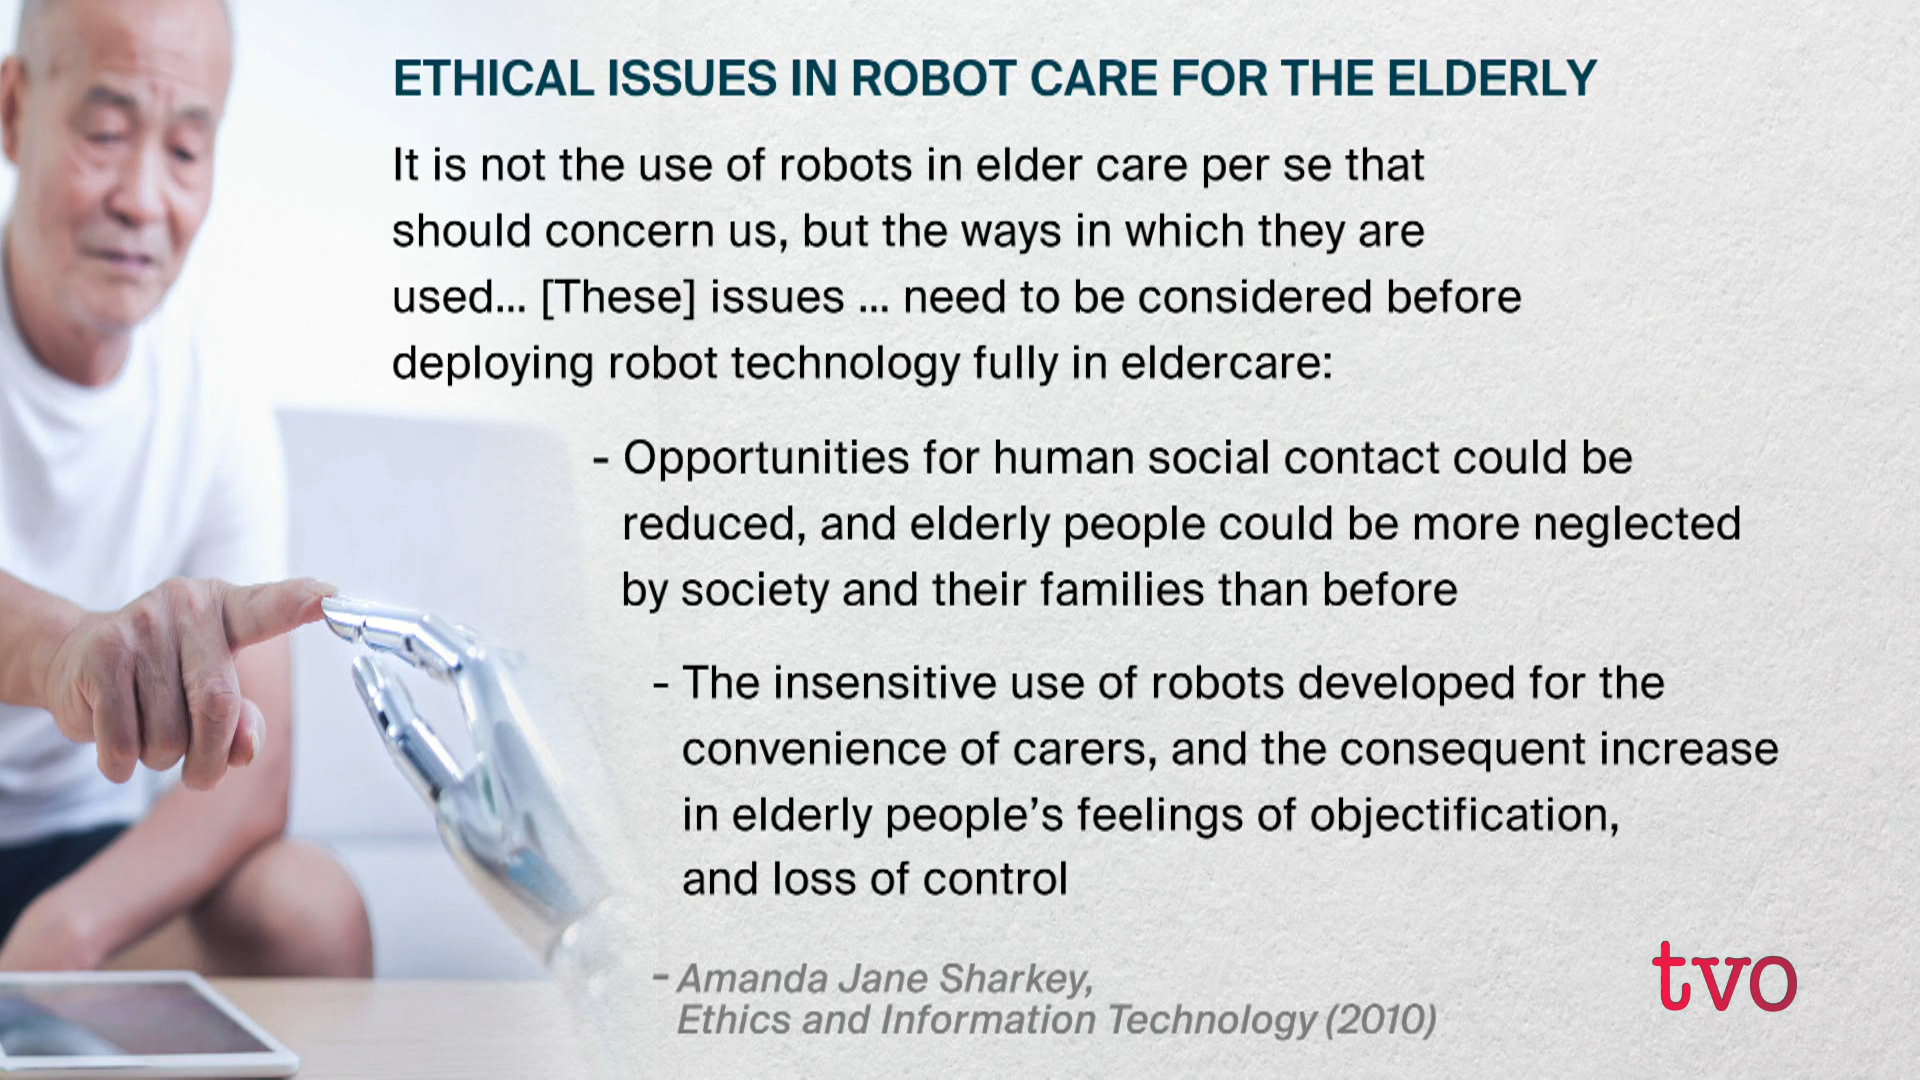 ETHICAL ISSUES IN ROBOT CARE FOR THE ELDERLY
It is not the use of robots in elder care per se that
should concern us, but the ways in which they are
used... [These] issues ... need to be considered before
deploying robot technology fully in eldercare:
- Opportunities for human social contact could be
reduced, and elderly people could be more neglected
by society and their families than before
- The insensitive use of robots developed for the
convenience of carers, and the consequent increase
in elderly people’s feelings of objectification,
and loss of control
- Amanda Jane Sharkey,
Ethics and Information Technology (2010)
tvo